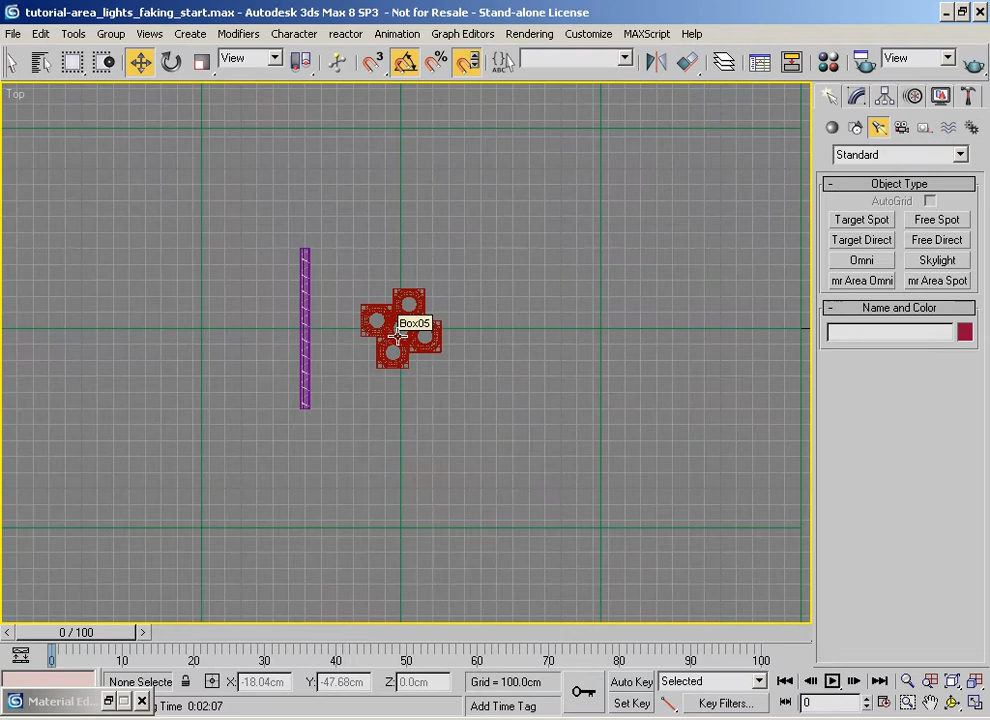 tutorial-area_lights_faking_start.max - Autodesk 3ds Max 8 SP3 - Not for Resale - Stand-alone License
File Edit Tools Group Views Create Modifiers Character reactor Animation Graph Editors Rendering Customize MAXScript Help
View 3 % ABC View
Top
Standard
- Object Type
AutoGrid
Target Spot Free Spot
Target Direct Free Direct
Omni Skylight
mr Area Omni mr Area Spot
- Name and Color
Box05
< 0 / 100 >
0 10 20 30 40 50 60 70 80 90 100
None Selecte X: -18.04cm Y: -47.68cm Z: 0.0cm Grid = 100.0cm Auto Key Selected
Material Ed... g Time 0:02:07 Add Time Tag Set Key Key Filters... 0